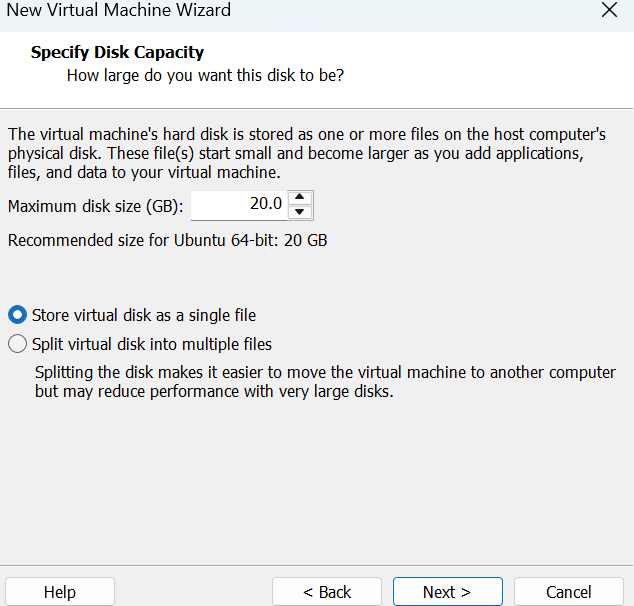 New Virtual Machine Wizard
Specify Disk Capacity
How large do you want this disk to be?
The virtual machine's hard disk is stored as one or more files on the host computer's
physical disk. These file(s) start small and become larger as you add applications,
files, and data to your virtual machine.
Maximum disk size (GB): 20.0
Recommended size for Ubuntu 64-bit: 20 GB
Store virtual disk as a single file
Split virtual disk into multiple files
Splitting the disk makes it easier to move the virtual machine to another computer
but may reduce performance with very large disks.
Help < Back Next > Cancel